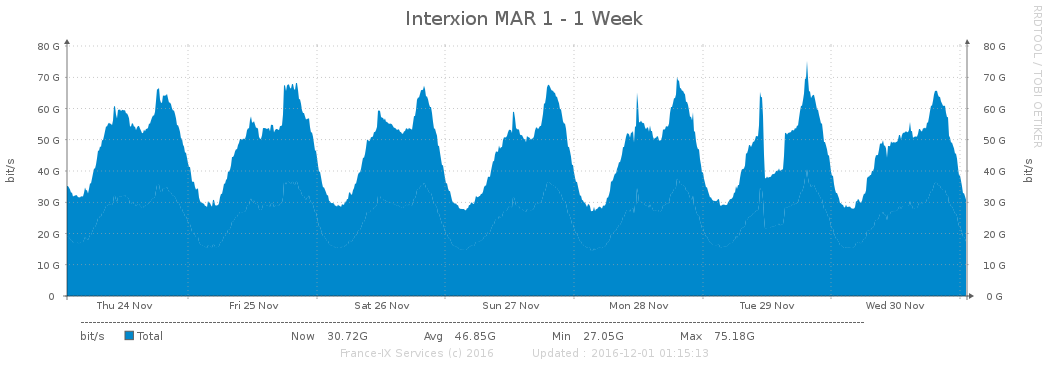 Interxion MAR 1 - 1 Week
RRDTOOL / TOBI OETIKER
bit/s
80 G
70 G
60 G
50 G
40 G
30 G
20 G
10 G
0
80 G
70 G
60 G
50 G
40 G
30 G
20 G
10 G
0 G
bit/s
Thu 24 Nov Fri 25 Nov Sat 26 Nov Sun 27 Nov Mon 28 Nov Tue 29 Nov Wed 30 Nov
bit/s Total Now 30.72G Avg 46.85G Min 27.05G Max 75.18G
France-IX Services (c) 2016 Updated : 2016-12-01 01:15:13